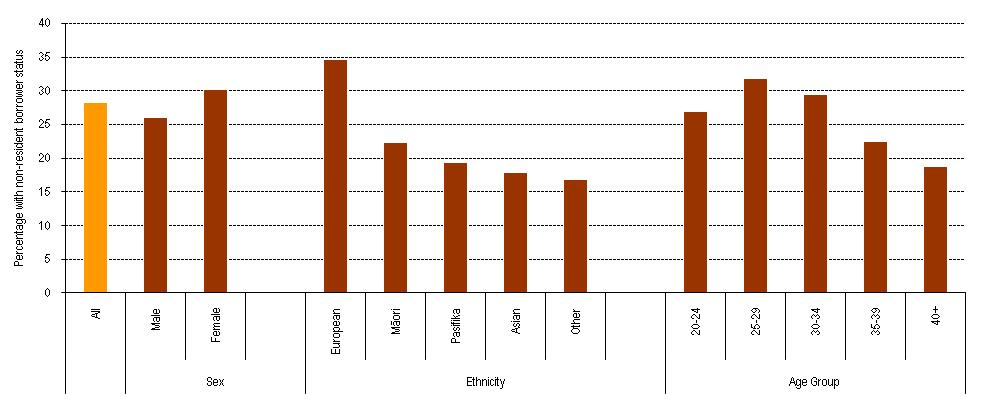 Percentage with non-resident borrower status
40
35
30
25
20
15
10
5
0
All
Male
Female
European
Māori
Pasifika
Asian
Other
20-24
25-29
30-34
35-39
40+
Sex
Ethnicity
Age Group